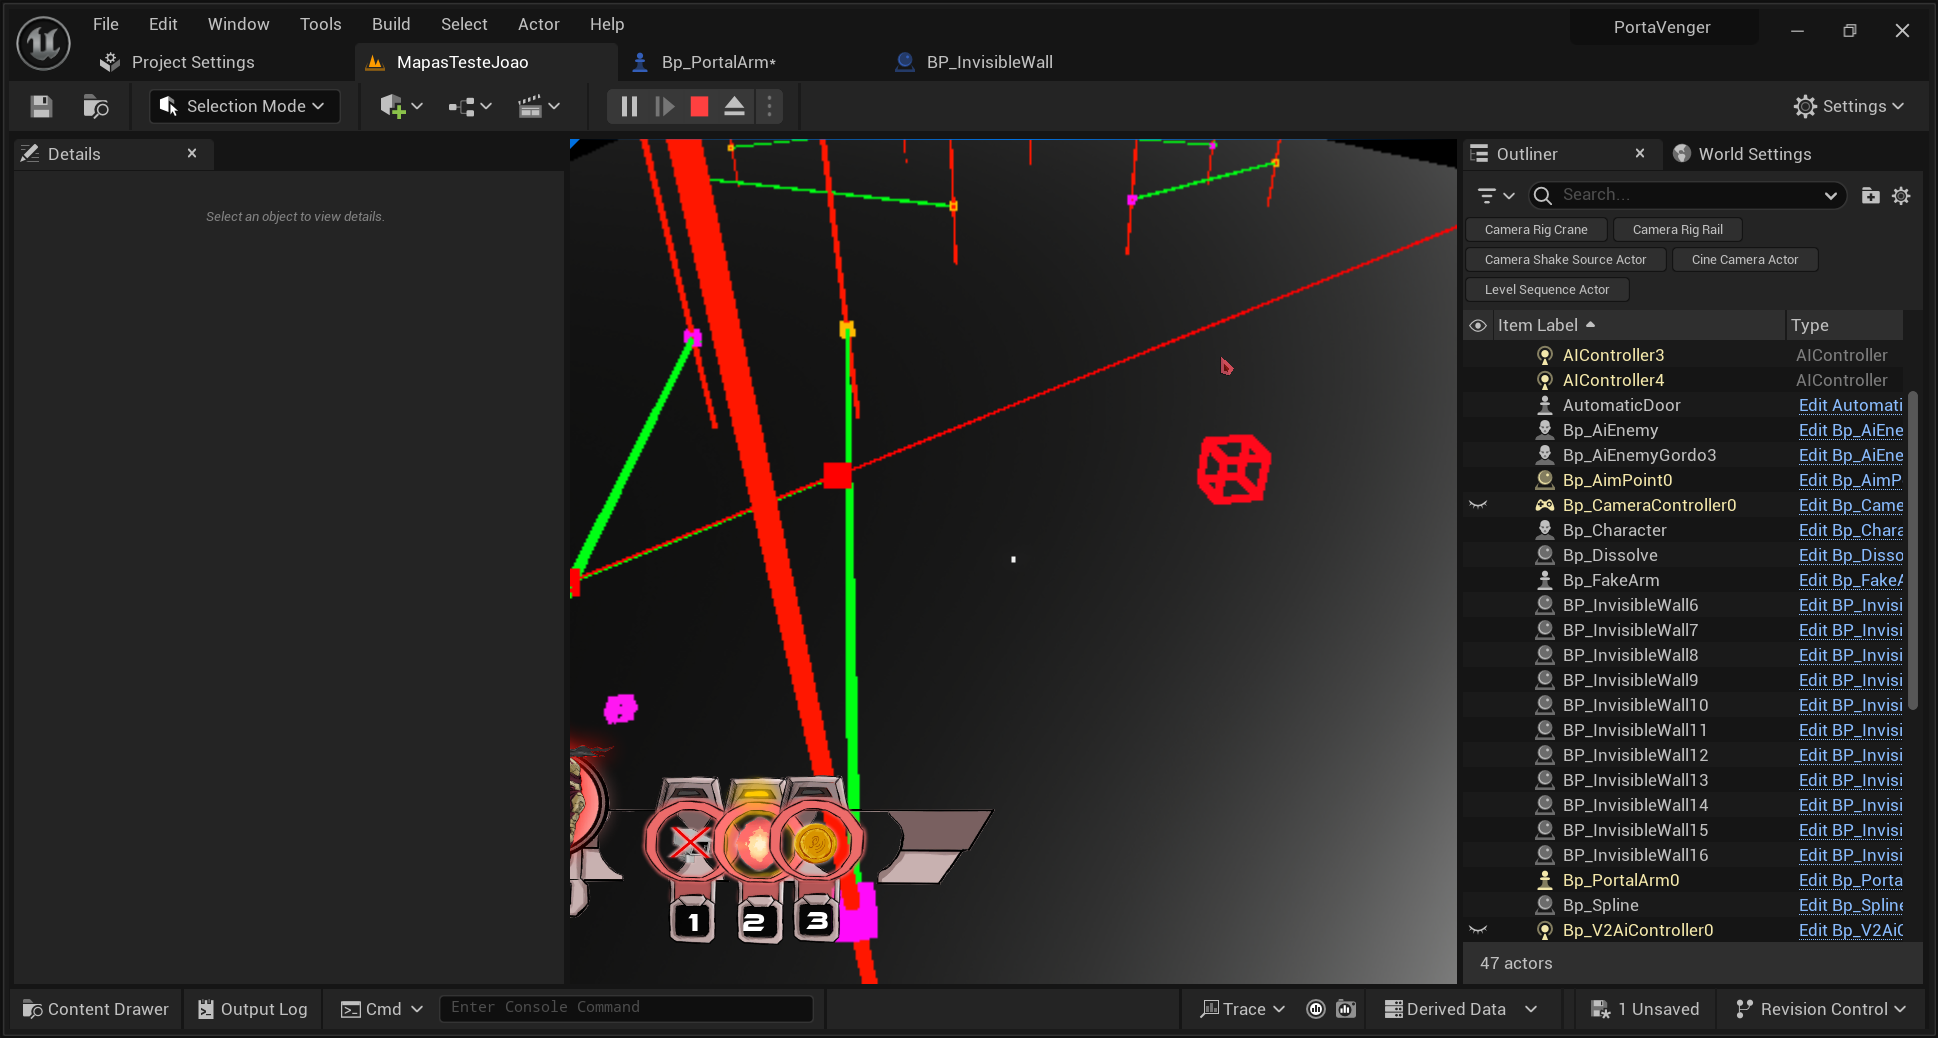 File Edit Window Tools Build Select Actor Help
PortaVenger
Project Settings
MapasTesteJoao
Bp_PortalArm*
BP_InvisibleWall
Selection Mode
Settings
Details
Select an object to view details.
1
2
3
Outliner
World Settings
Search...
Camera Rig Crane
Camera Rig Rail
Camera Shake Source Actor
Cine Camera Actor
Level Sequence Actor
Item Label
Type
AIController3 AIController
AIController4 AIController
AutomaticDoor Edit Automati
Bp_AiEnemy Edit Bp_AiEne
Bp_AiEnemyGordo3 Edit Bp_AiEne
Bp_AimPoint0 Edit Bp_AimP
Bp_CameraController0 Edit Bp_Came
Bp_Character Edit Bp_Chara
Bp_Dissolve Edit Bp_Disso
Bp_FakeArm Edit Bp_FakeA
BP_InvisibleWall6 Edit BP_Invisi
BP_InvisibleWall7 Edit BP_Invisi
BP_InvisibleWall8 Edit BP_Invisi
BP_InvisibleWall9 Edit BP_Invisi
BP_InvisibleWall10 Edit BP_Invisi
BP_InvisibleWall11 Edit BP_Invisi
BP_InvisibleWall12 Edit BP_Invisi
BP_InvisibleWall13 Edit BP_Invisi
BP_InvisibleWall14 Edit BP_Invisi
BP_InvisibleWall15 Edit BP_Invisi
BP_InvisibleWall16 Edit BP_Invisi
Bp_PortalArm0 Edit Bp_Porta
Bp_Spline Edit Bp_Spline
Bp_V2AiController0 Edit Bp_V2AiC
47 actors
Content Drawer
Output Log
Cmd
Enter Console Command
Trace
Derived Data
1 Unsaved
Revision Control